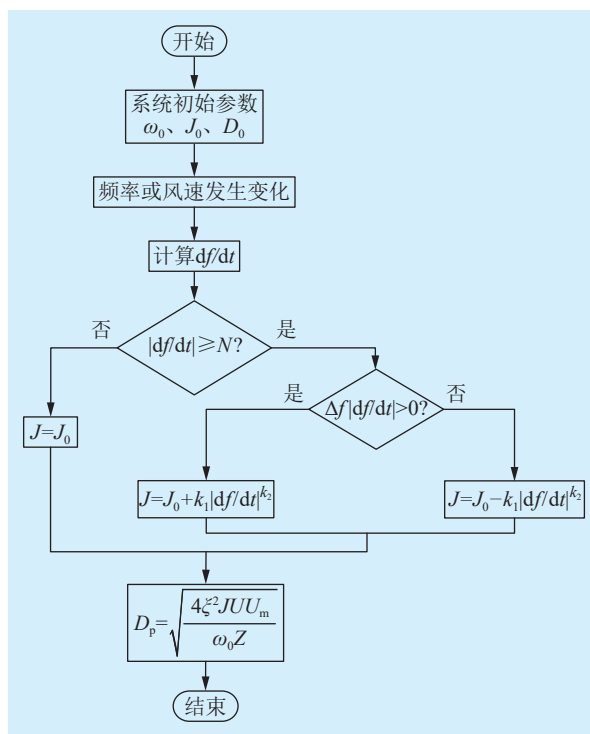 开始
系统初始参数
ω₀、J₀、D₀
频率或风速发生变化
计算df/dt
否
|df/dt|≥N?
是
是
Δf|df/dt|>0?
否
J=J₀
J=J₀+k₁|df/dt|^k₂
J=J₀−k₁|df/dt|^k₂
Dₚ=√(4ξ²JUUₘ/ω₀Z)
结束